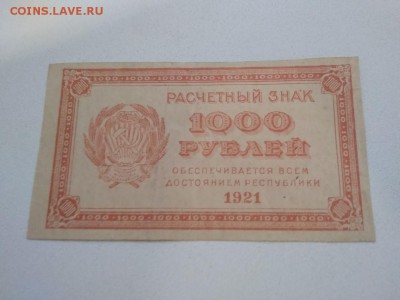 COINS.LAVE.RU
РАСЧЕТНЫЙ ЗНАК
1000
РУБЛЕЙ
ОБЕСПЕЧИВАЕТСЯ ВСЕМ
ДОСТОЯНИЕМ РЕСПУБЛИКИ
1921